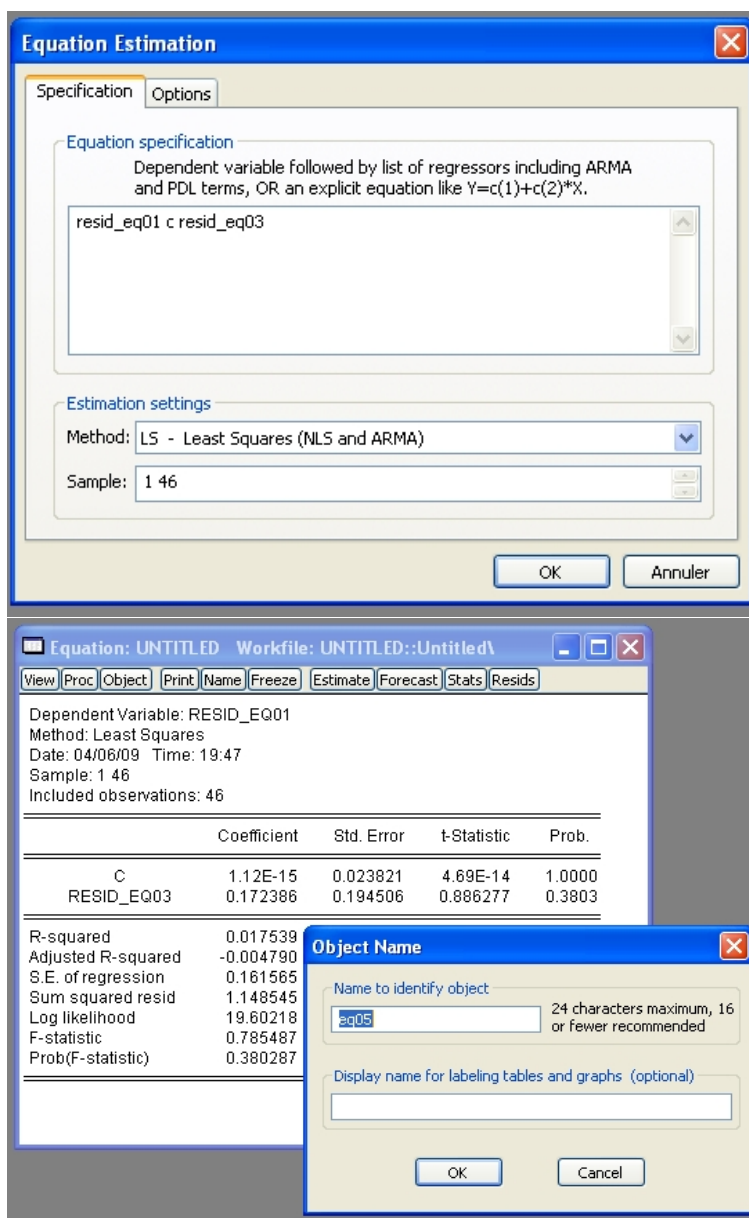 Equation Estimation
Specification Options
Equation specification
Dependent variable followed by list of regressors including ARMA
and PDL terms, OR an explicit equation like Y=c(1)+c(2)*X.
resid_eq01 c resid_eq03
Estimation settings
Method: LS - Least Squares (NLS and ARMA)
Sample: 1 46
OK Annuler
Equation: UNTITLED Workfile: UNTITLED::Untitled\
View Proc Object Print Name Freeze Estimate Forecast Stats Resids
Dependent Variable: RESID_EQ01
Method: Least Squares
Date: 04/06/09 Time: 19:47
Sample: 1 46
Included observations: 46
Coefficient Std. Error t-Statistic Prob.
C 1.12E-15 0.023821 4.69E-14 1.0000
RESID_EQ03 0.172386 0.194506 0.886277 0.3803
R-squared 0.017539
Adjusted R-squared -0.004790
S.E. of regression 0.161565
Sum squared resid 1.148545
Log likelihood 19.60218
F-statistic 0.785487
Prob(F-statistic) 0.380287
Object Name
Name to identify object
eq05 24 characters maximum, 16
or fewer recommended
Display name for labeling tables and graphs (optional)
OK Cancel